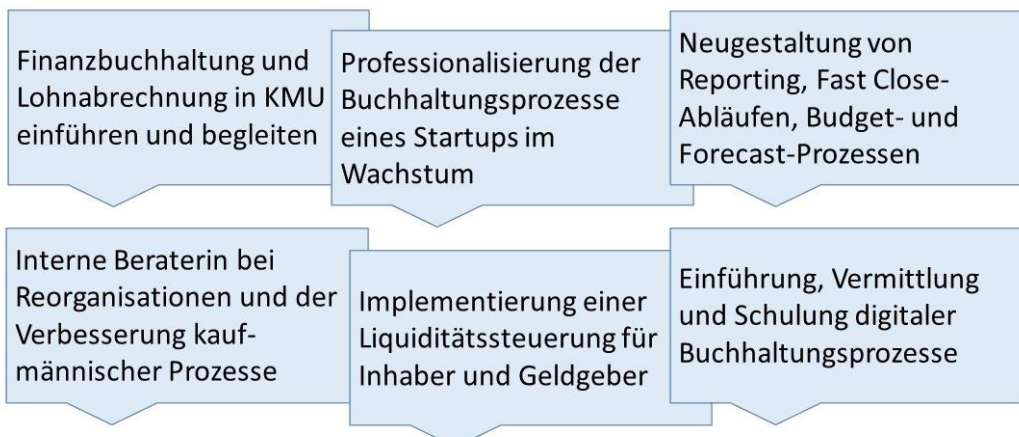 Finanzbuchhaltung und
Lohnabrechnung in KMU
einführen und begleiten
Professionalisierung der
Buchhaltungsprozesse
eines Startups im
Wachstum
Neugestaltung von
Reporting, Fast Close-
Abläufen, Budget- und
Forecast-Prozessen
Interne Beraterin bei
Reorganisationen und der
Verbesserung kauf-
männischer Prozesse
Implementierung einer
Liquiditätssteuerung für
Inhaber und Geldgeber
Einführung, Vermittlung
und Schulung digitaler
Buchhaltungsprozesse